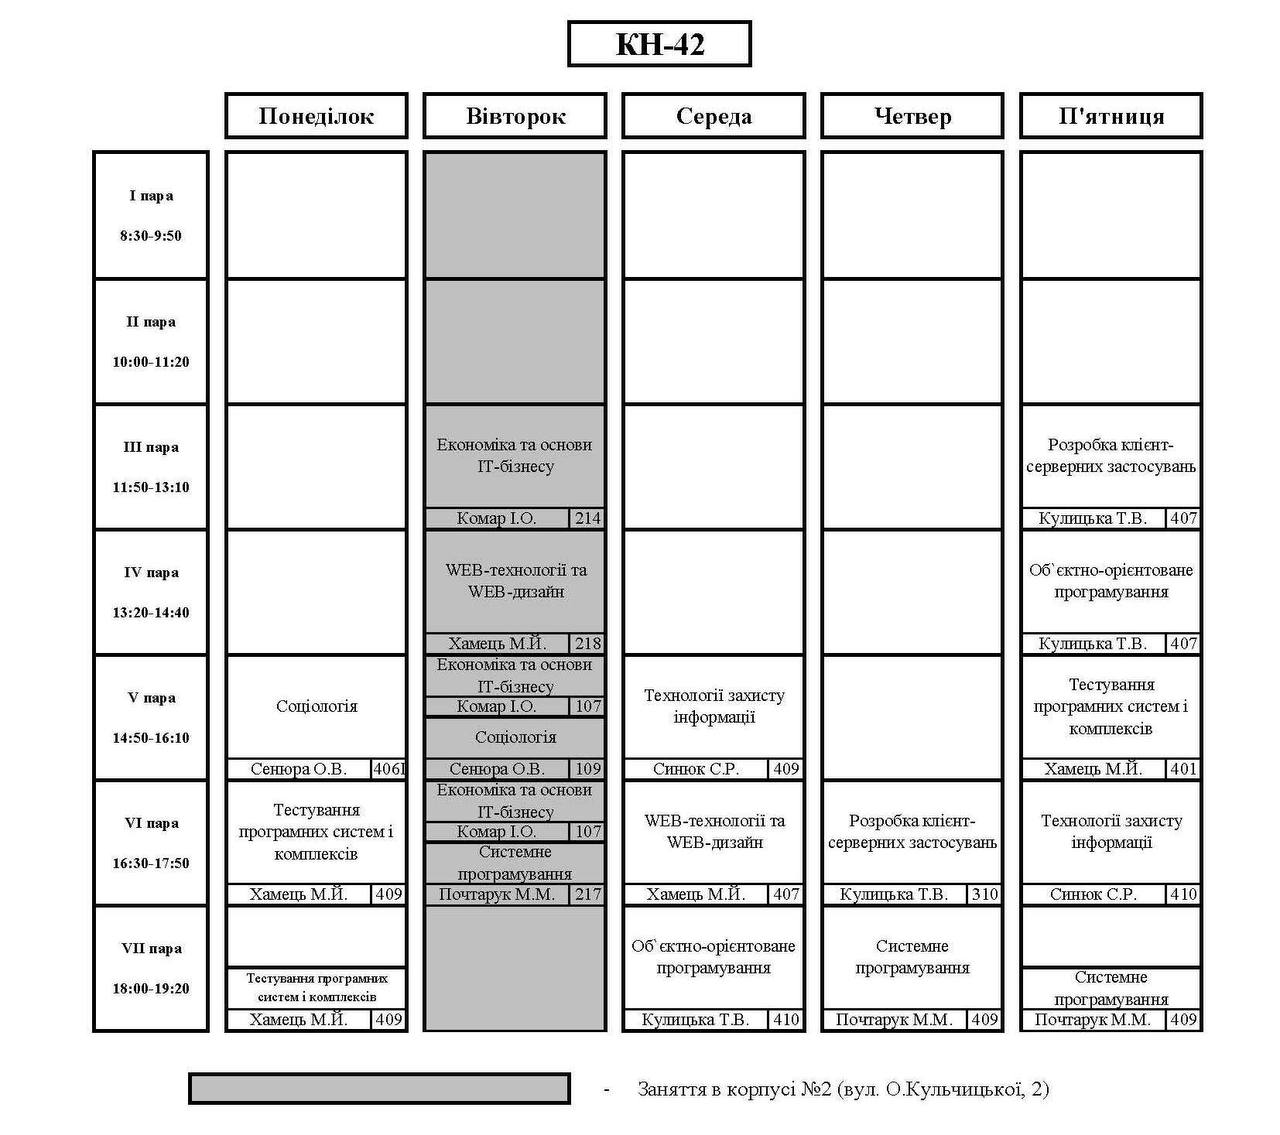 КН-42
Понеділок
Вівторок
Середа
Четвер
П'ятниця
I пара
8:30-9:50
II пара
10:00-11:20
III пара
11:50-13:10
Економіка та основи
ІТ-бізнесу
Комар І.О.
214
Розробка клієнт-
серверних застосувань
Кулицька Т.В.
407
IV пара
13:20-14:40
WEB-технології та
WEB-дизайн
Хамець М.Й.
218
Об`єктно-орієнтоване
програмування
Кулицька Т.В.
407
V пара
14:50-16:10
Соціологія
Сенюра О.В.
406І
Економіка та основи
ІТ-бізнесу
Комар І.О.
107
Соціологія
Сенюра О.В.
109
Технології захисту
інформації
Синюк С.Р.
409
Тестування
програмних систем і
комплексів
Хамець М.Й.
401
VI пара
16:30-17:50
Тестування
програмних систем і
комплексів
Хамець М.Й.
409
Економіка та основи
ІТ-бізнесу
Комар І.О.
107
Системне
програмування
Почтарук М.М.
217
WEB-технології та
WEB-дизайн
Хамець М.Й.
407
Розробка клієнт-
серверних застосувань
Кулицька Т.В.
310
Технології захисту
інформації
Синюк С.Р.
410
VII пара
18:00-19:20
Тестування програмних
систем і комплексів
Хамець М.Й.
409
Об`єктно-орієнтоване
програмування
Кулицька Т.В.
410
Системне
програмування
Почтарук М.М.
409
Системне
програмування
Почтарук М.М.
409
- Заняття в корпусі №2 (вул. О.Кульчицької, 2)